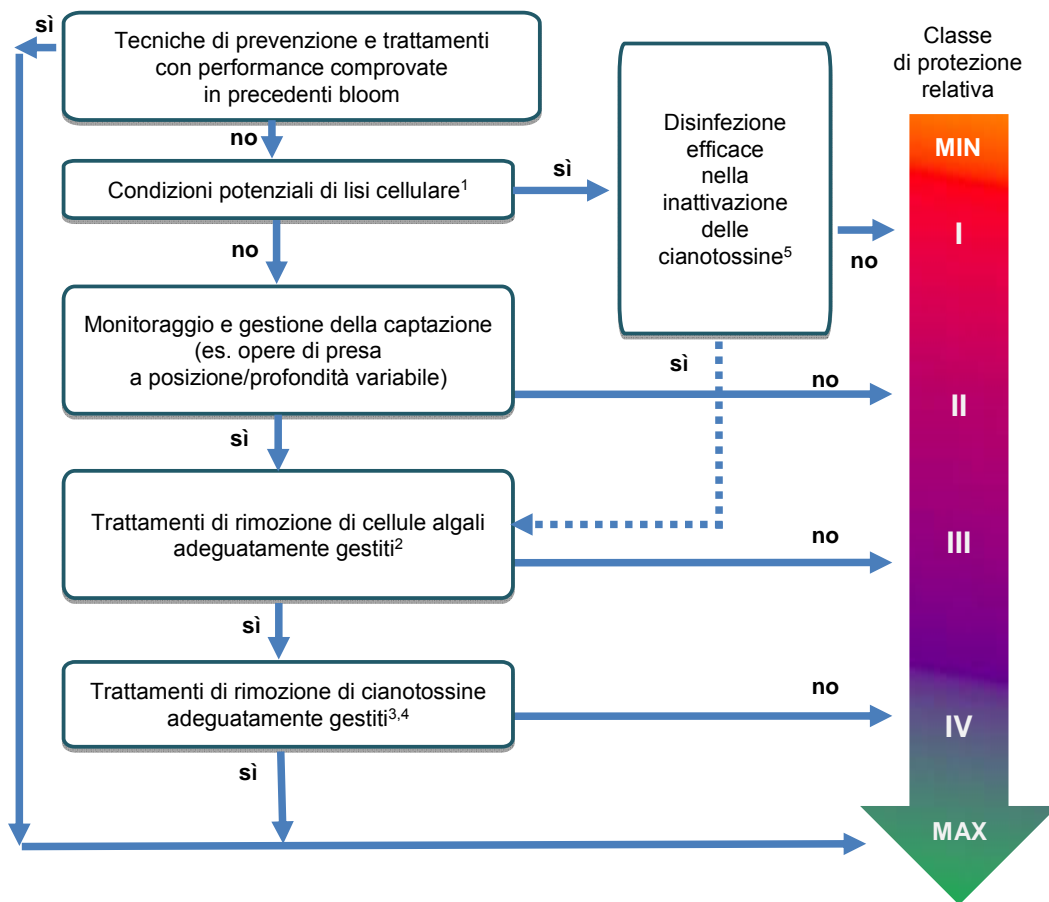 sì
Tecniche di prevenzione e trattamenti
con performance comprovate
in precedenti bloom
no
Condizioni potenziali di lisi cellulare¹
sì
Disinfezione
efficace
nella
inattivazione
delle
cianotossine⁵
no
sì
no
Monitoraggio e gestione della captazione
(es. opere di presa
a posizione/profondità variabile)
no
sì
Trattamenti di rimozione di cellule algali
adeguatamente gestiti²
no
sì
Trattamenti di rimozione di cianotossine
adeguatamente gestiti³,⁴
no
sì
Classe
di protezione
relativa
MIN
I
II
III
IV
MAX